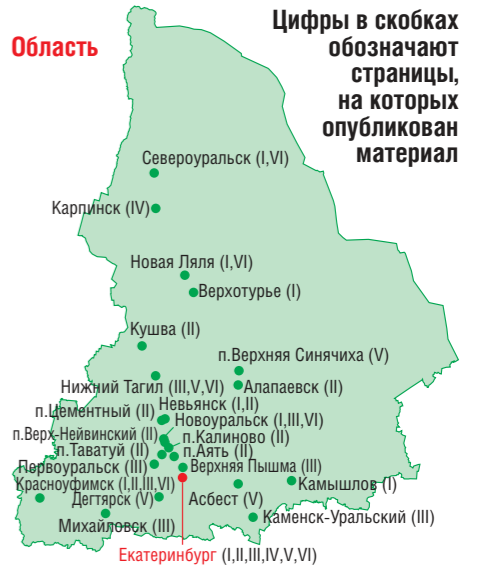 Область
Цифры в скобках
обозначают
страницы,
на которых
опубликован
материал
Североуральск (I,VI)
Карпинск (IV)
Новая Ляля (I,VI)
Верхотурье (I)
Кушва (II)
п.Верхняя Синячиха (V)
Нижний Тагил (III,V,VI)
Алапаевск (II)
Невьянск (I,II)
п.Цементный (II)
Новоуральск (I,III,VI)
п.Верх-Нейвинский (II)
п.Калиново (II)
п.Таватуй (II)
п.Аять (II)
Первоуральск (III)
Верхняя Пышма (III)
Красноуфимск (I,II,III,VI)
Камышлов (I)
Дегтярск (V)
Асбест (V)
Михайловск (III)
Каменск-Уральский (III)
Екатеринбург (I,II,III,IV,V,VI)